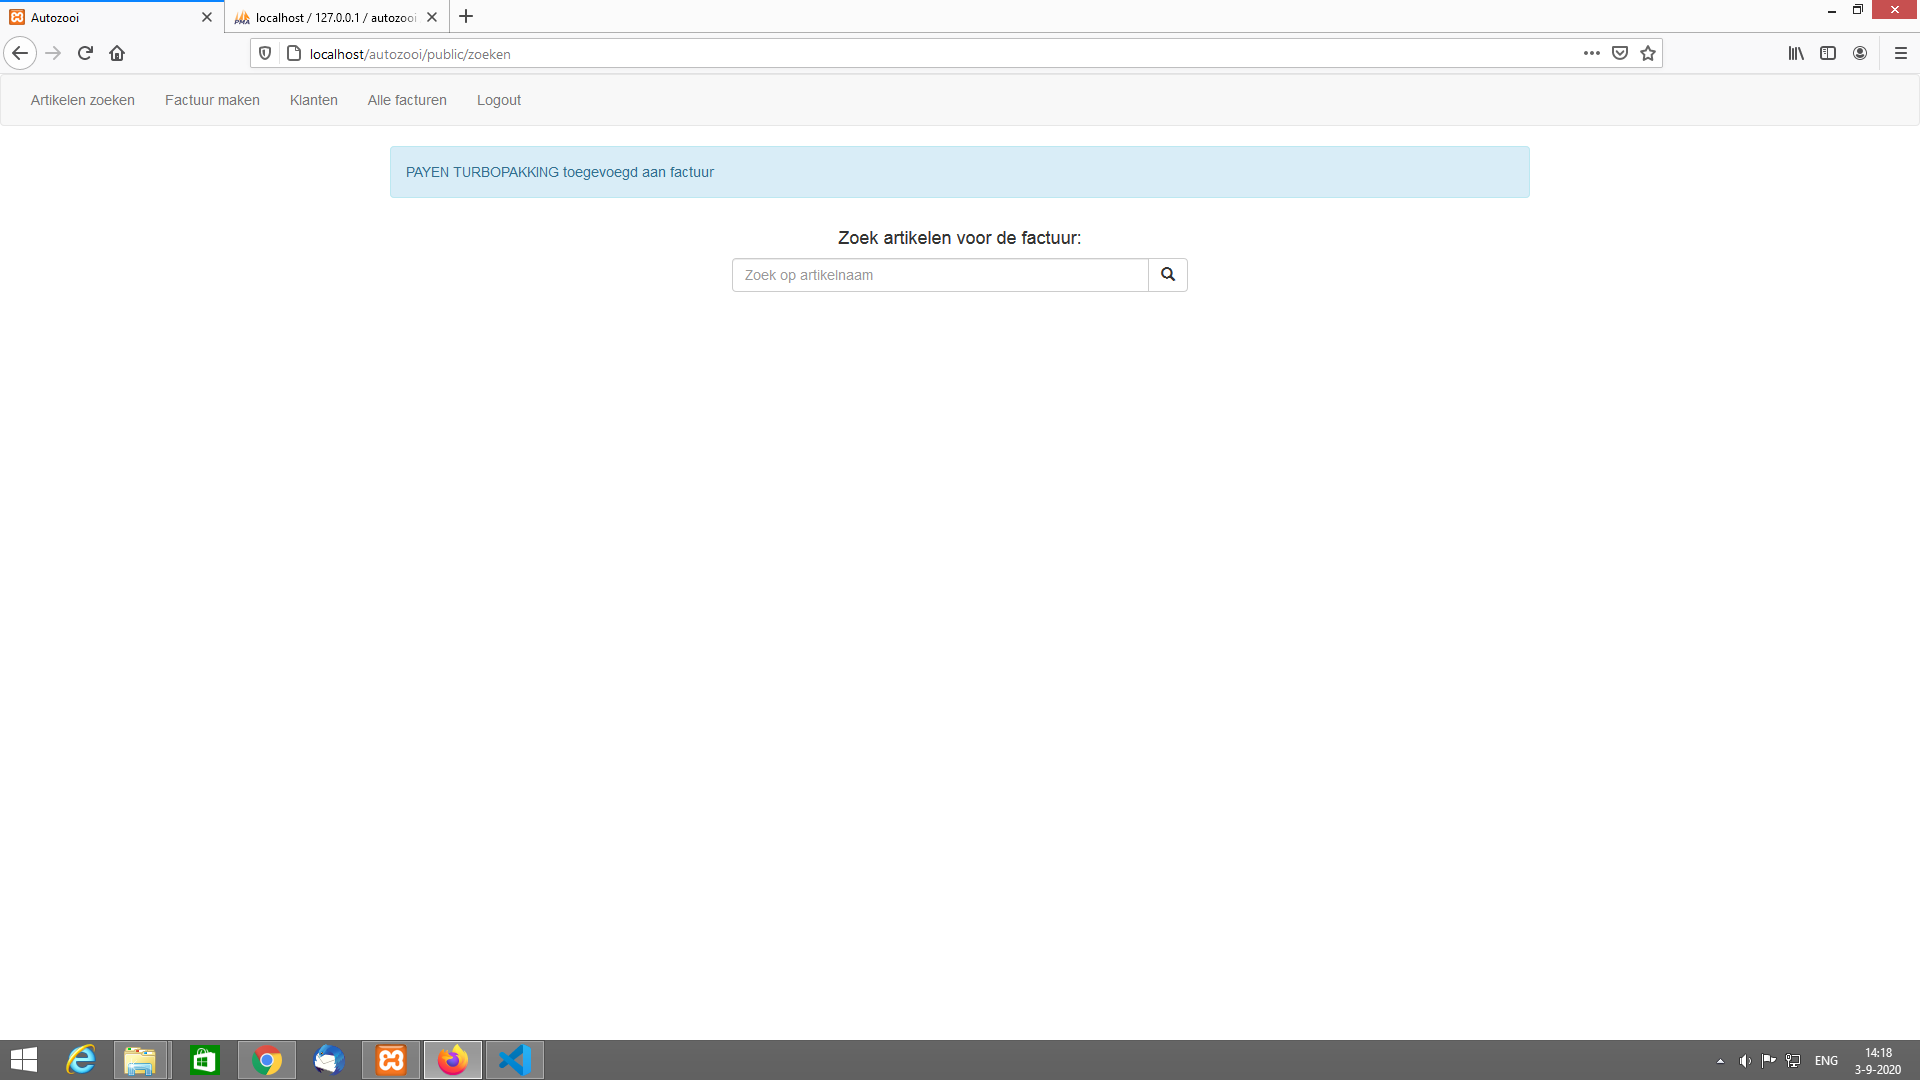 Autozooi
localhost / 127.0.0.1 / autozooi
localhost/autozooi/public/zoeken
Artikelen zoeken
Factuur maken
Klanten
Alle facturen
Logout
PAYEN TURBOPAKKING toegevoegd aan factuur
Zoek artikelen voor de factuur:
Zoek op artikelnaam
ENG
14:18
3-9-2020